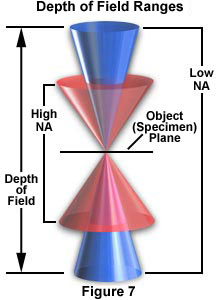 Depth of Field Ranges
High
NA
Low
NA
Object
(Specimen)
Plane
Depth
of
Field
Figure 7